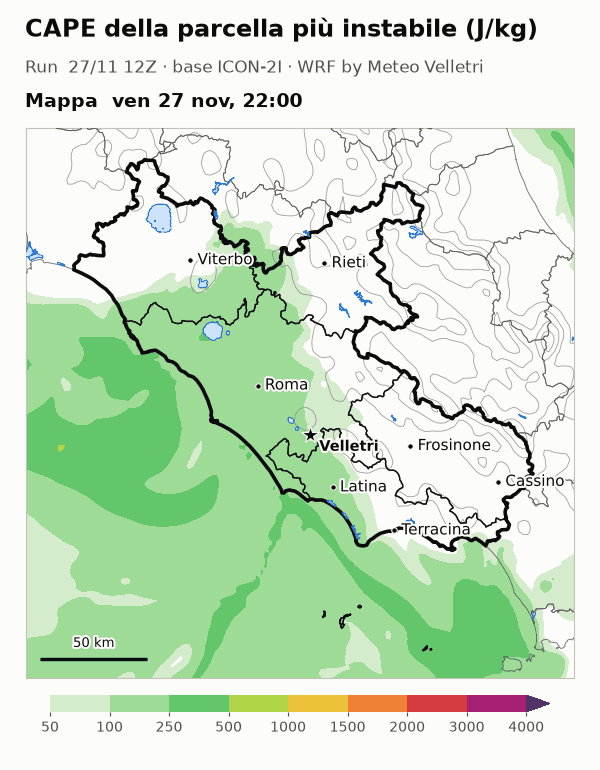 CAPE della parcella più instabile (J/kg)
Run  27/11 12Z · base ICON-2I · WRF by Meteo Velletri
Mappa  ven 27 nov, 22:00
Viterbo
Rieti
Roma
Velletri
Frosinone
Latina
Cassino
Terracina
50 km
50 100 250 500 1000 1500 2000 3000 4000